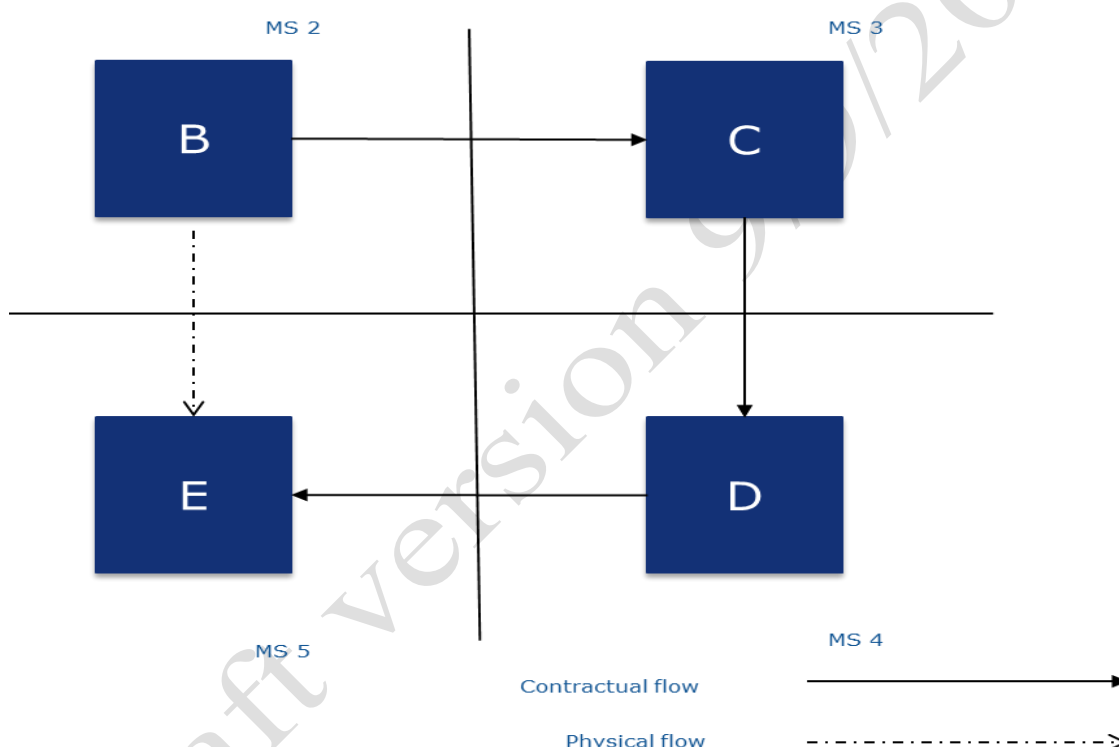 MS 2
MS 3
B
C
E
D
MS 5
MS 4
Contractual flow
Physical flow